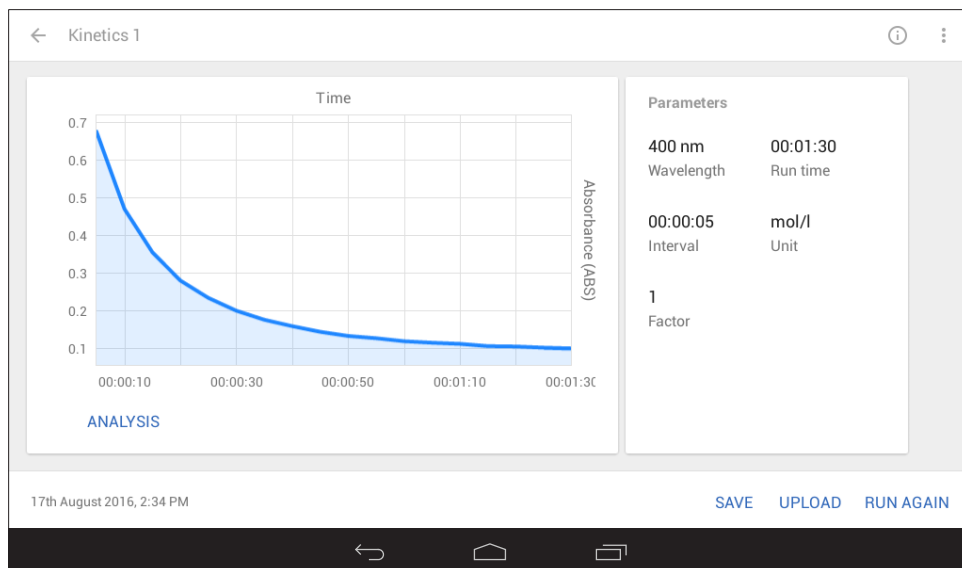 Kinetics 1
Time
0.7
0.6
0.5
0.4
0.3
0.2
0.1
Absorbance (ABS)
00:00:10 00:00:30 00:00:50 00:01:10 00:01:30
ANALYSIS
Parameters
400 nm 00:01:30
Wavelength Run time
00:00:05 mol/l
Interval Unit
1
Factor
17th August 2016, 2:34 PM
SAVE UPLOAD RUN AGAIN